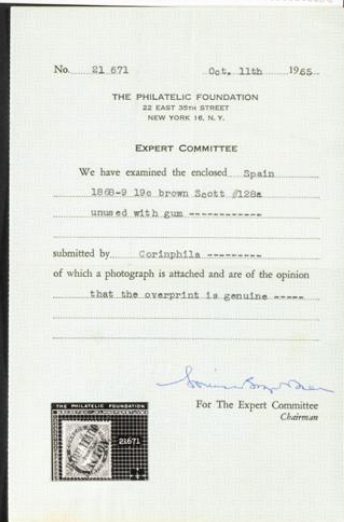 No. 21 671 Oct. 11th 1965
THE PHILATELIC FOUNDATION
22 EAST 35TH STREET
NEW YORK 16, N. Y.
EXPERT COMMITTEE
We have examined the enclosed Spain
1868-9 19c brown Scott #128a
unused with gum ------------
submitted by Corinphila ---------
of which a photograph is attached and are of the opinion
that the overprint is genuine -----
For The Expert Committee
Chairman
THE PHILATELIC FOUNDATION
21671